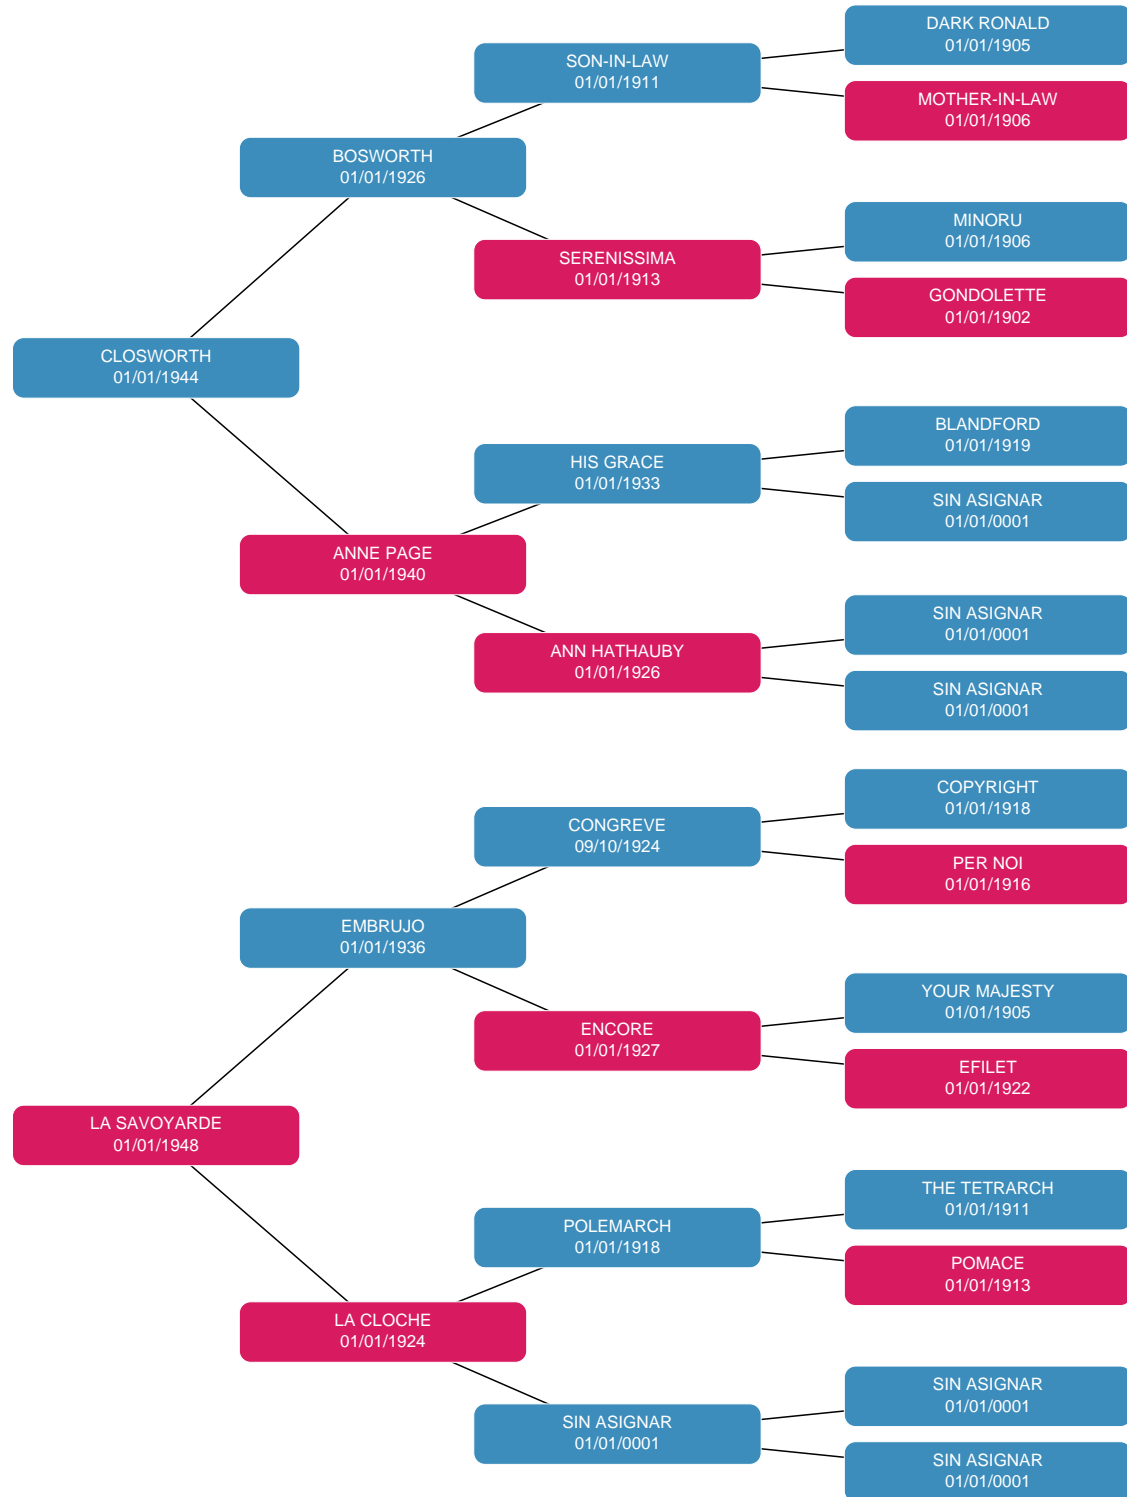 DARK RONALD
01/01/1905
SON-IN-LAW
01/01/1911
MOTHER-IN-LAW
01/01/1906
BOSWORTH
01/01/1926
MINORU
01/01/1906
SERENISSIMA
01/01/1913
GONDOLETTE
01/01/1902
CLOSWORTH
01/01/1944
BLANDFORD
01/01/1919
HIS GRACE
01/01/1933
SIN ASIGNAR
01/01/0001
ANNE PAGE
01/01/1940
SIN ASIGNAR
01/01/0001
ANN HATHAUBY
01/01/1926
SIN ASIGNAR
01/01/0001
COPYRIGHT
01/01/1918
CONGREVE
09/10/1924
PER NOI
01/01/1916
EMBRUJO
01/01/1936
YOUR MAJESTY
01/01/1905
ENCORE
01/01/1927
EFILET
01/01/1922
LA SAVOYARDE
01/01/1948
THE TETRARCH
01/01/1911
POLEMARCH
01/01/1918
POMACE
01/01/1913
LA CLOCHE
01/01/1924
SIN ASIGNAR
01/01/0001
SIN ASIGNAR
01/01/0001
SIN ASIGNAR
01/01/0001